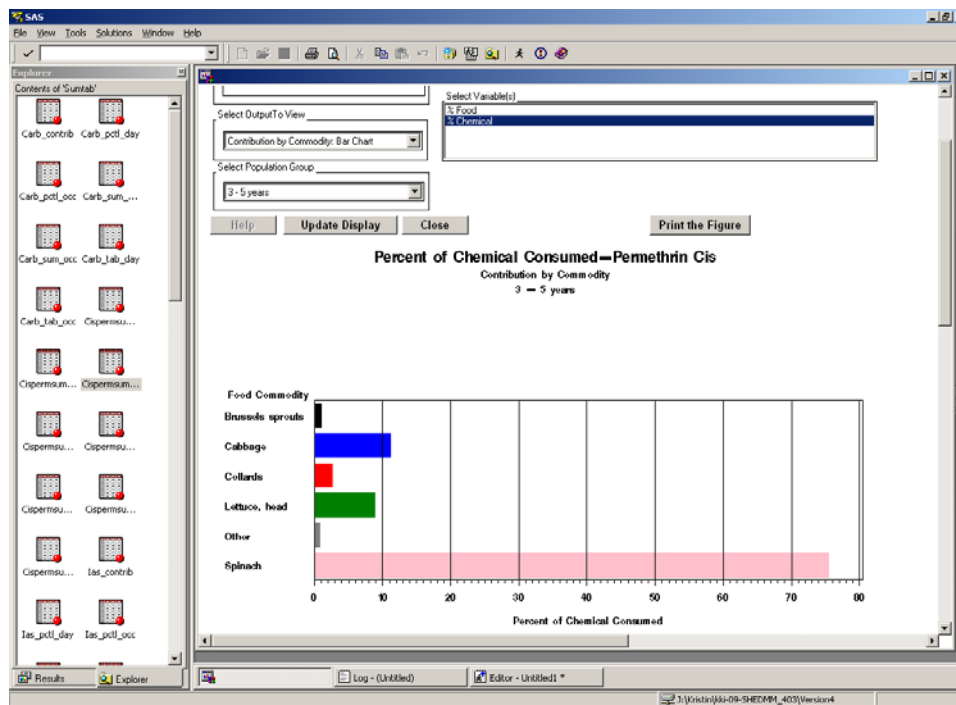 SAS
File View Tools Solutions Window Help
Explorer
Contents of 'Sumtab'
Carb_contrib Carb_pctl_day
Carb_pctl_occ Carb_sum_...
Carb_sum_occ Carb_tab_day
Carb_tab_occ Cispermsu...
Cispermsum... Cispermsum...
Cispermsu... Cispermsu...
Cispermsu... Cispermsu...
Cispermsu... Ias_contrib
Ias_pctl_day Ias_pctl_occ
Results Explorer
Select Variable(s)
% Food
% Chemical
Select OutputTo View
Contribution by Commodity: Bar Chart
Select Population Group
3 - 5 years
Help Update Display Close Print the Figure
Percent of Chemical Consumed—Permethrin Cis
Contribution by Commodity
3 — 5 years
Food Commodity
Brussels sprouts
Cabbage
Collards
Lettuce, head
Other
Spinach
0 10 20 30 40 50 60 70 80
Percent of Chemical Consumed
Log - (Untitled) Editor - Untitled1 *
J:\Kristin\kki-09-SHEDMM_403\Version4